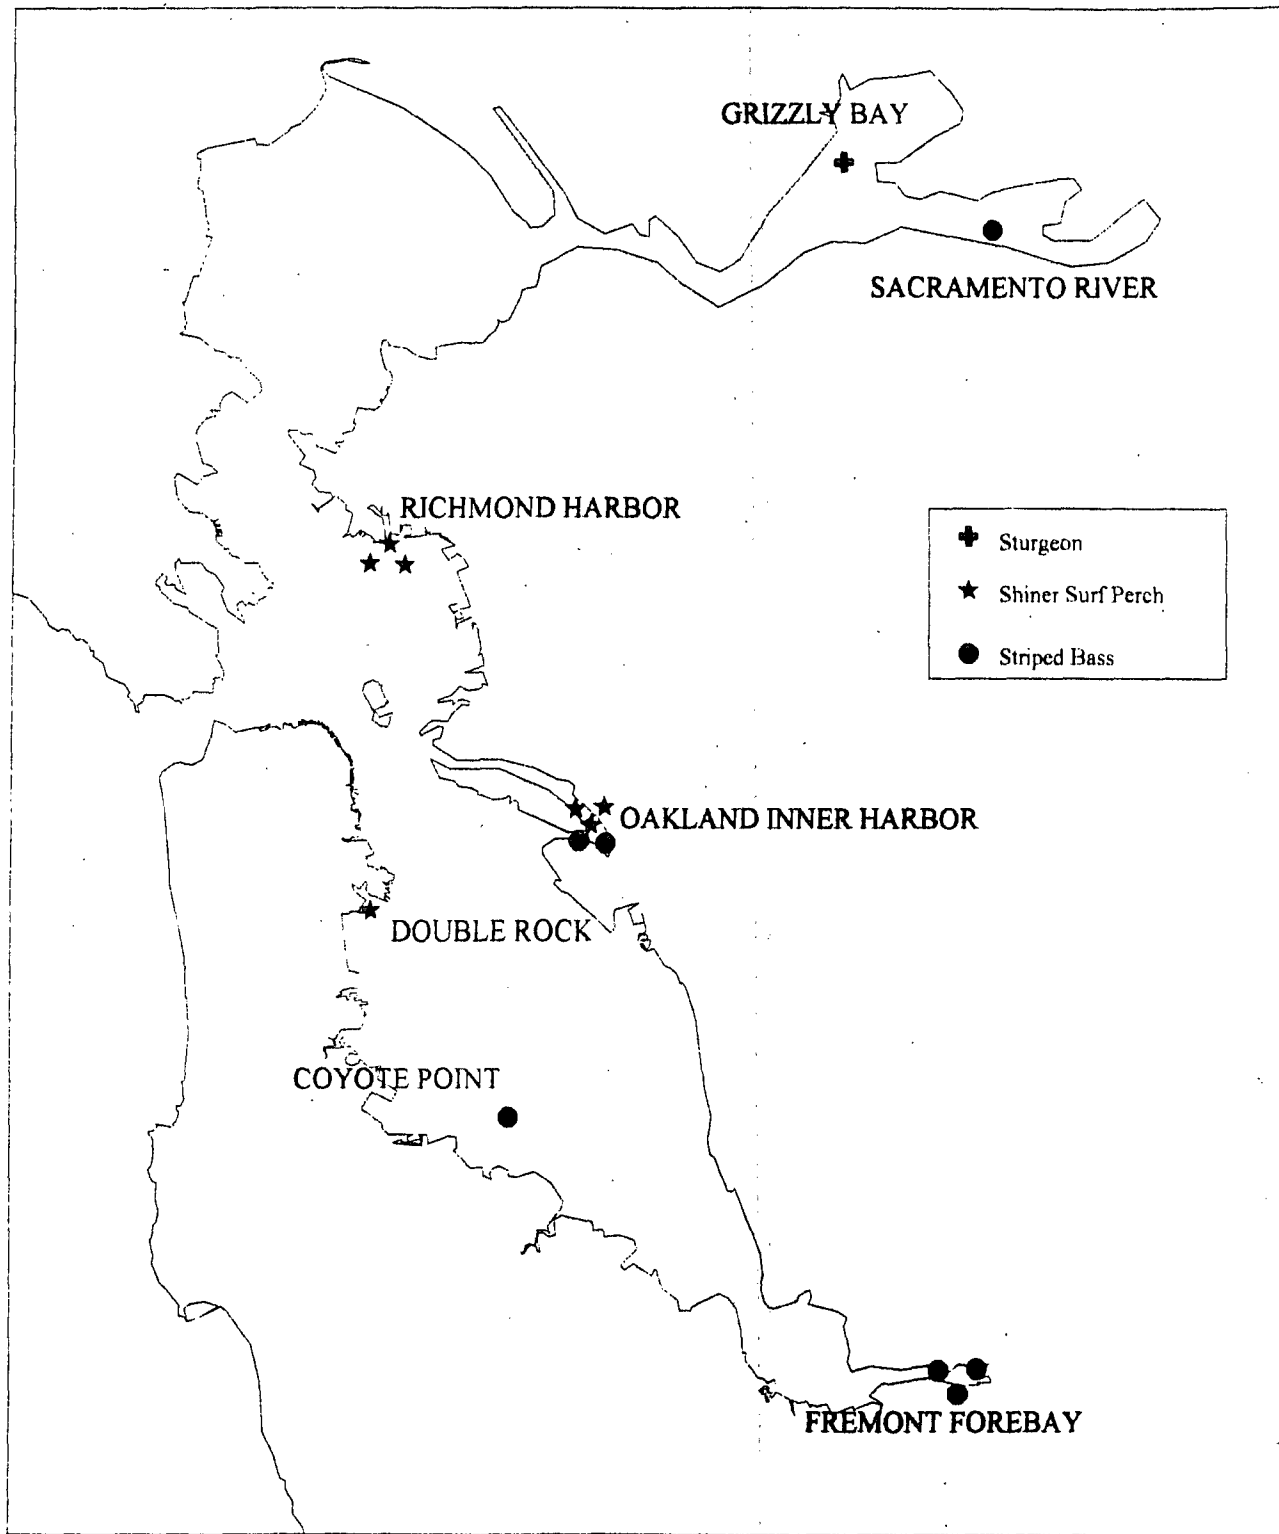 GRIZZLY BAY
SACRAMENTO RIVER
RICHMOND HARBOR
Sturgeon
Shiner Surf Perch
Striped Bass
OAKLAND INNER HARBOR
DOUBLE ROCK
COYOTE POINT
FREMONT FOREBAY